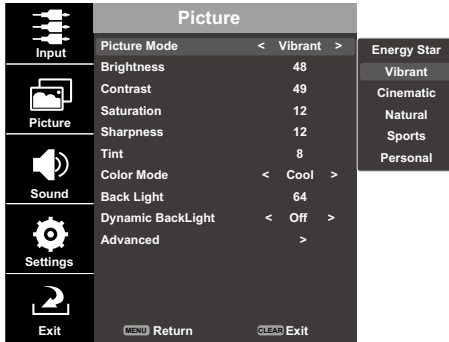 Picture
Input
Picture
Sound
Settings
Exit
Picture Mode < Vibrant >
Brightness 48
Contrast 49
Saturation 12
Sharpness 12
Tint 8
Color Mode < Cool >
Back Light 64
Dynamic BackLight < Off >
Advanced >
MENU Return CLEAR Exit
Energy Star
Vibrant
Cinematic
Natural
Sports
Personal